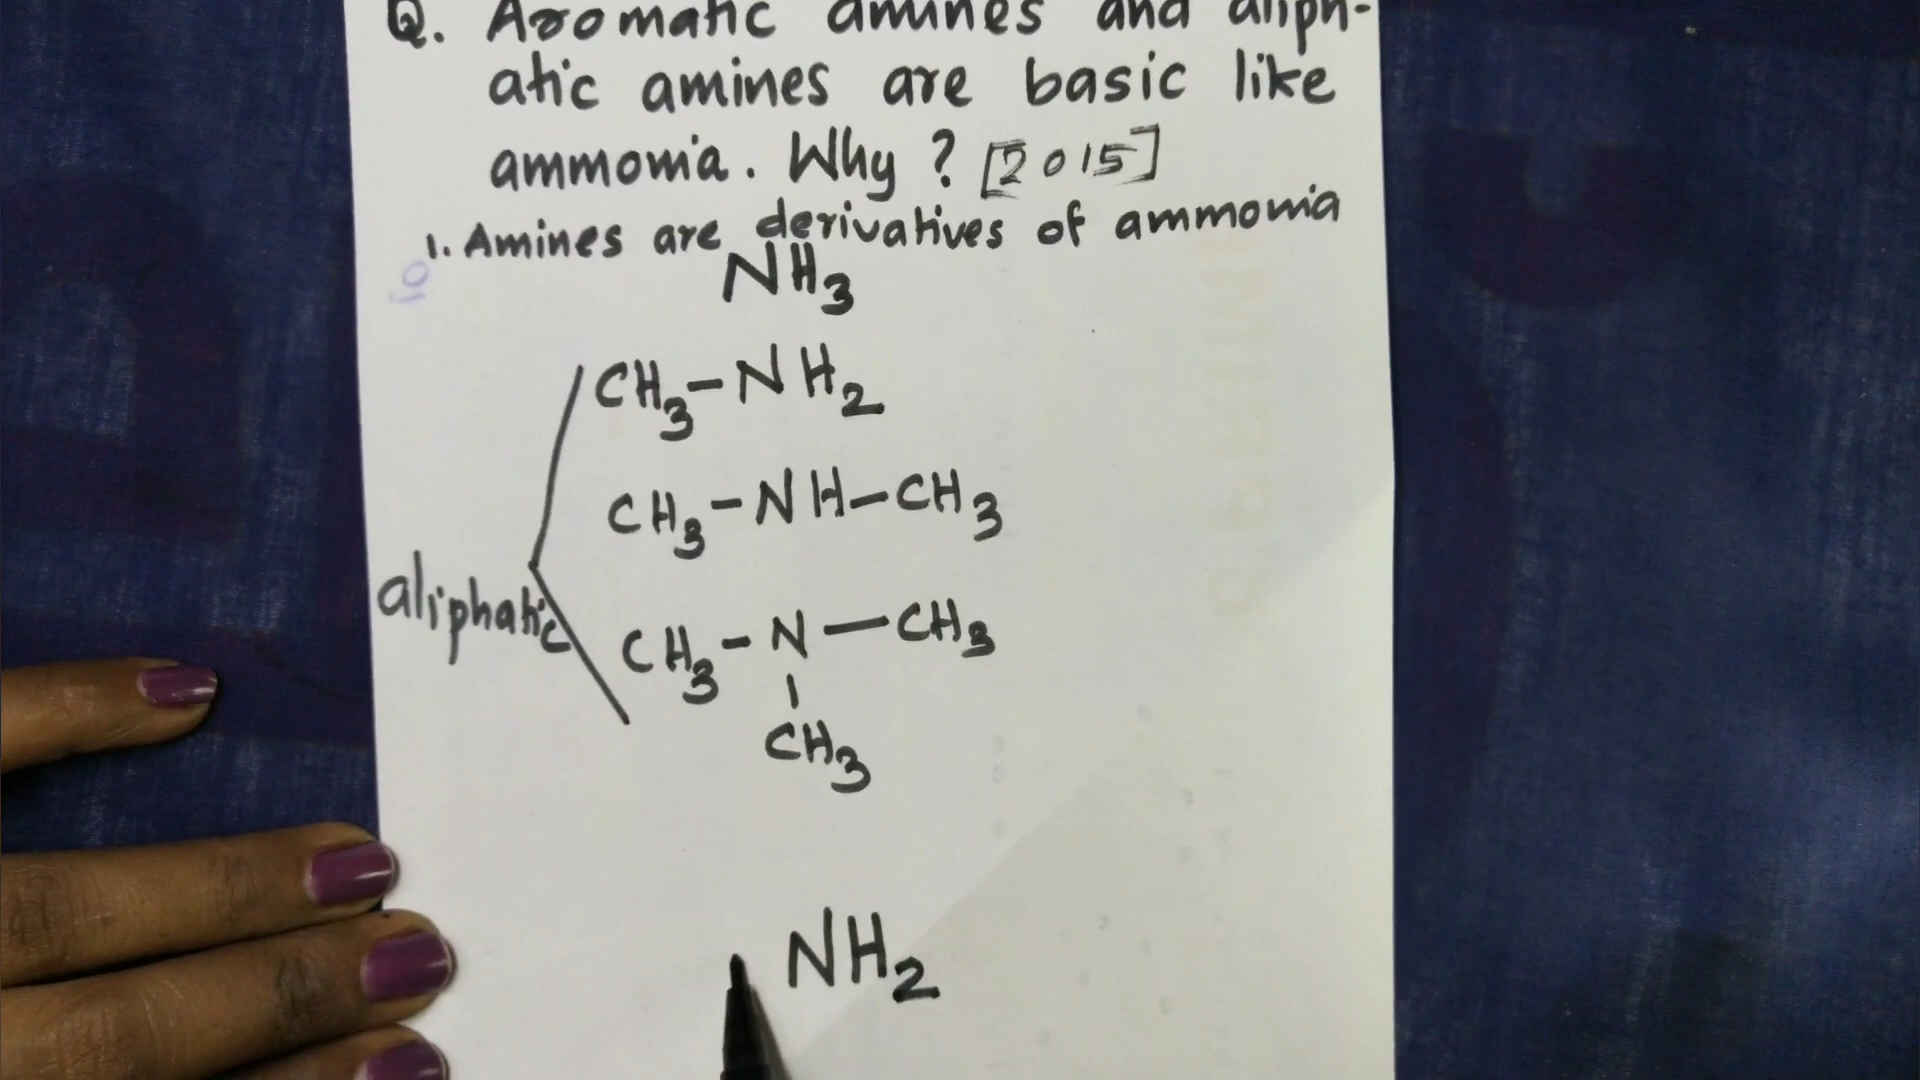 Q. Aromatic amines and aliph-
atic amines are basic like
ammonia. Why ? [2015]
1. Amines are derivatives of ammonia
NH3
CH3-NH2
CH3-NH-CH3
aliphatic
CH3-N-CH3
CH3
NH2